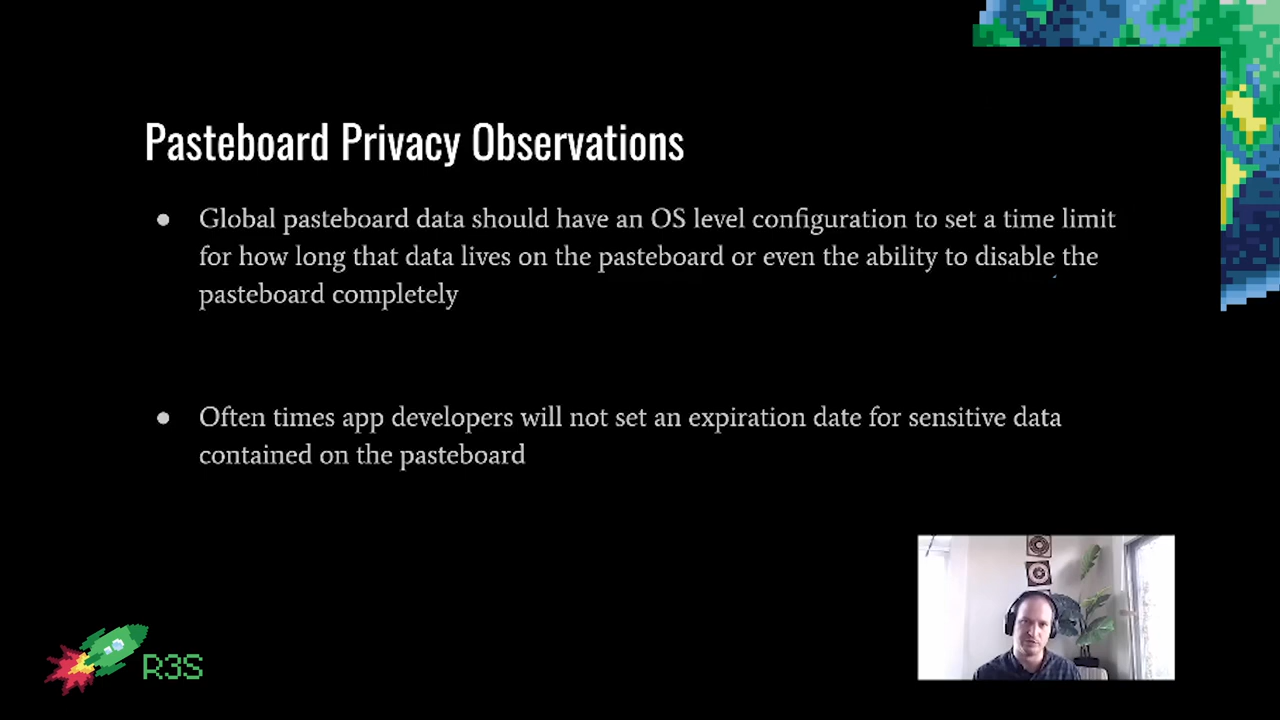 Pasteboard Privacy Observations
● Global pasteboard data should have an OS level configuration to set a time limit
for how long that data lives on the pasteboard or even the ability to disable the
pasteboard completely
● Often times app developers will not set an expiration date for sensitive data
contained on the pasteboard
R3S